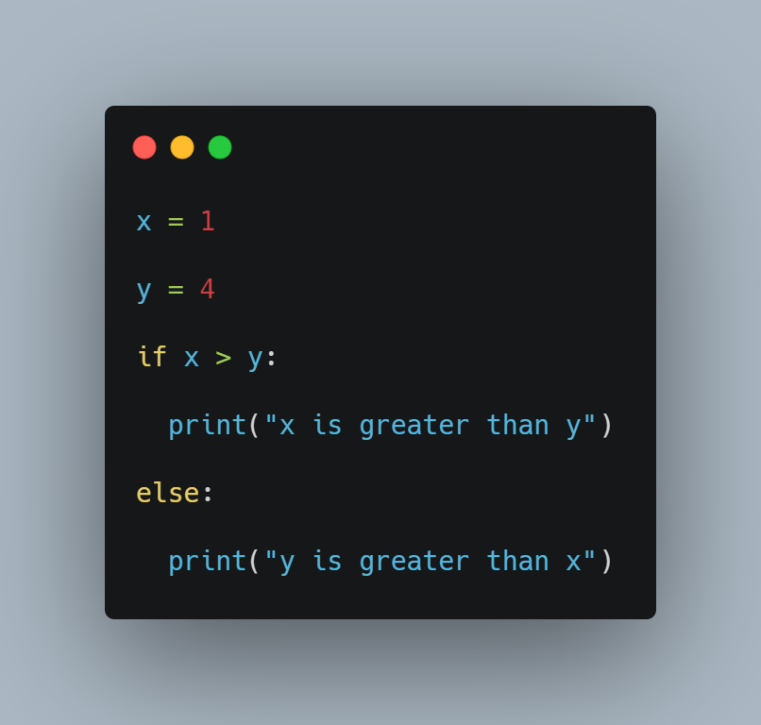 x = 1
y = 4
if x > y:
  print("x is greater than y")
else:
  print("y is greater than x")